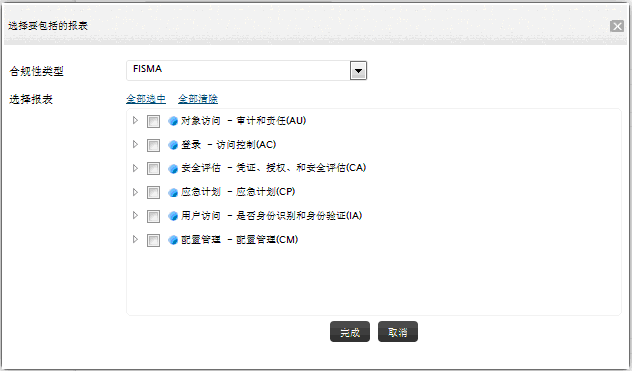 选择要包括的报表
合规性类型 FISMA
选择报表 全部选中 全部清除
对象访问 - 审计和责任(AU)
登录 - 访问控制(AC)
安全评估 - 凭证、授权、和安全评估(CA)
应急计划 - 应急计划(CP)
用户访问 - 是否身份识别和身份验证(IA)
配置管理 - 配置管理(CM)
完成 取消